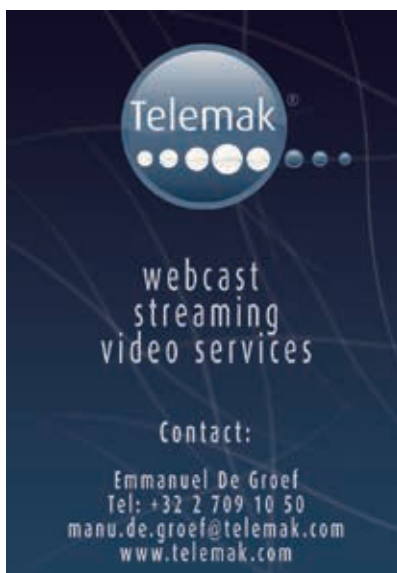 Telemak®
webcast
streaming
video services
Contact:
Emmanuel De Groef
Tel: +32 2 709 10 50
manu.de.groef@telemak.com
www.telemak.com